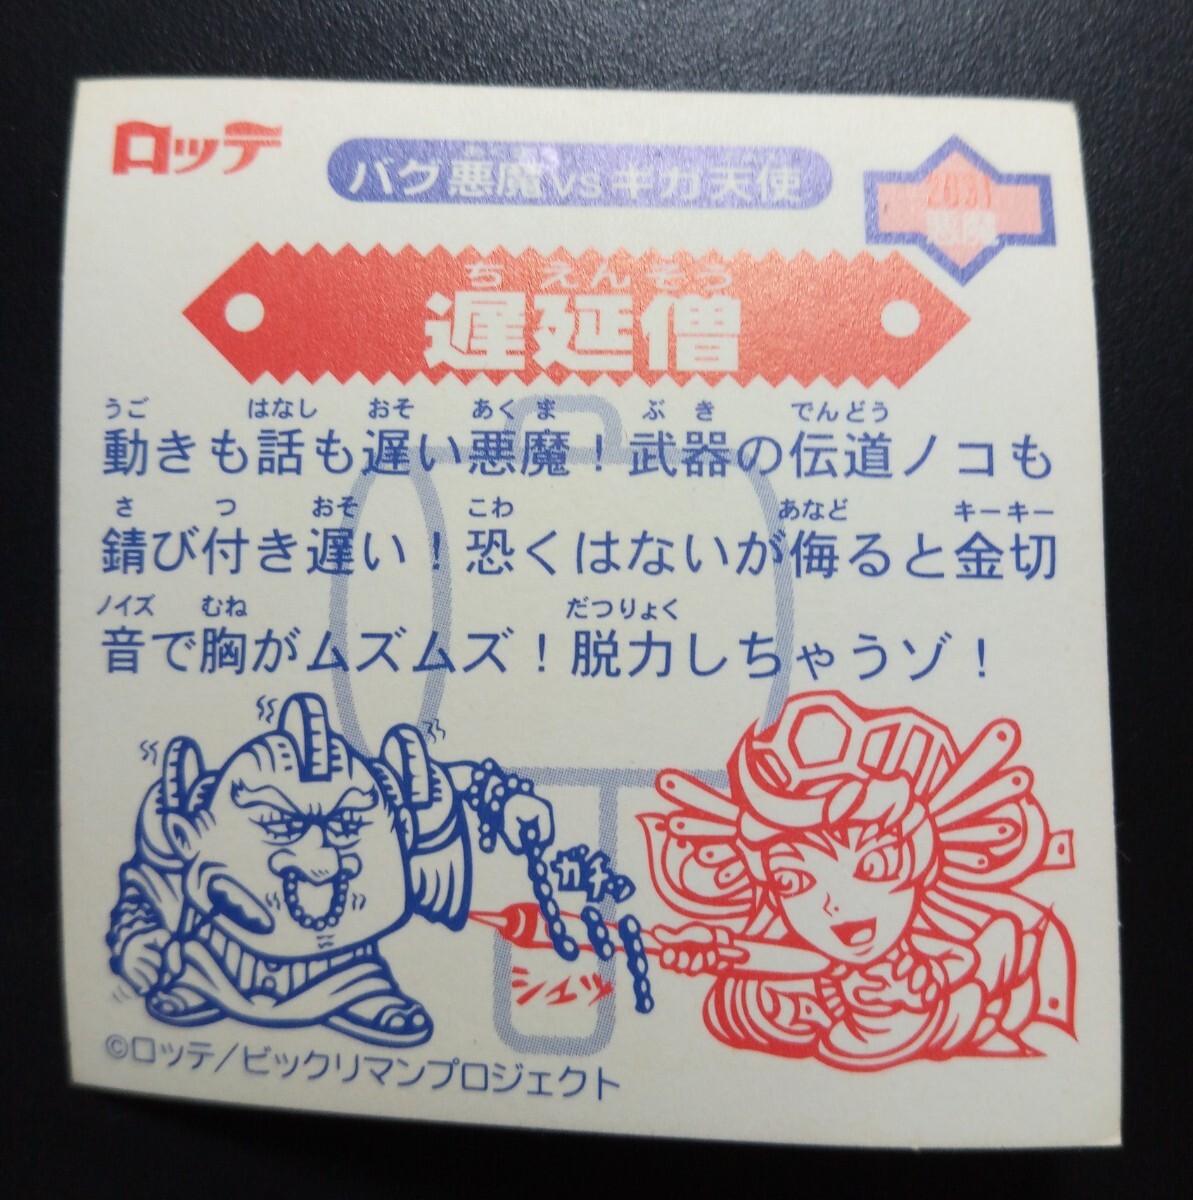 ロッテ
バグ悪魔vsギガ天使
悪魔
ちえんそう
遅延僧
うご はなし おそ あくま ぶき でんどう
動きも話も遅い悪魔！武器の伝道ノコも
さ つ おそ こわ あなど キーキー
錆び付き遅い！恐くはないが侮ると金切
ノイズ むね だつりょく
音で胸がムズムズ！脱力しちゃうゾ！
ガチッ
シュッ
©ロッテ/ビックリマンプロジェクト